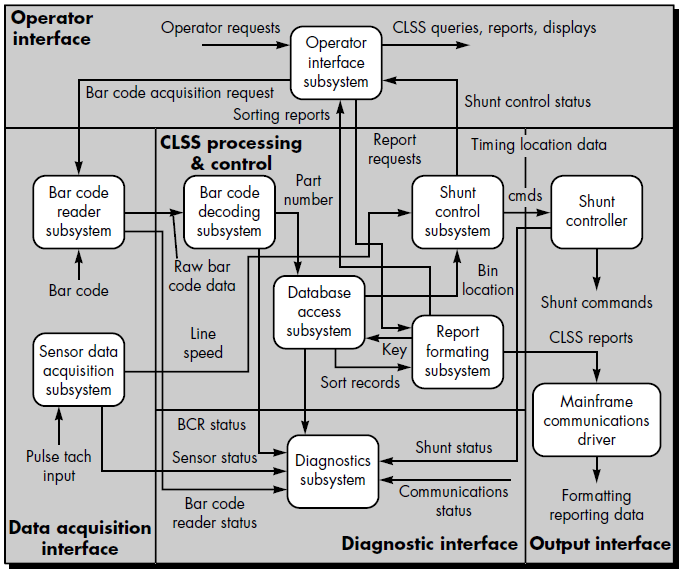 Operator
interface
Operator requests
Operator
interface
subsystem
CLSS queries, reports, displays
Bar code acquisition request
Sorting reports
Shunt control status
CLSS processing
& control
Report
requests
Timing location data
Bar code
reader
subsystem
Bar code
decoding
subsystem
Part
number
Shunt
control
subsystem
cmds
Shunt
controller
Raw bar
code data
Bar code
Database
access
subsystem
Bin
location
Shunt commands
Line
speed
Sensor data
acquisition
subsystem
Key
Report
formating
subsystem
CLSS reports
Sort records
Mainframe
communications
driver
BCR status
Pulse tach
input
Sensor status
Diagnostics
subsystem
Shunt status
Bar code
reader status
Communications
status
Formatting
reporting data
Data acquisition
interface
Diagnostic interface
Output interface